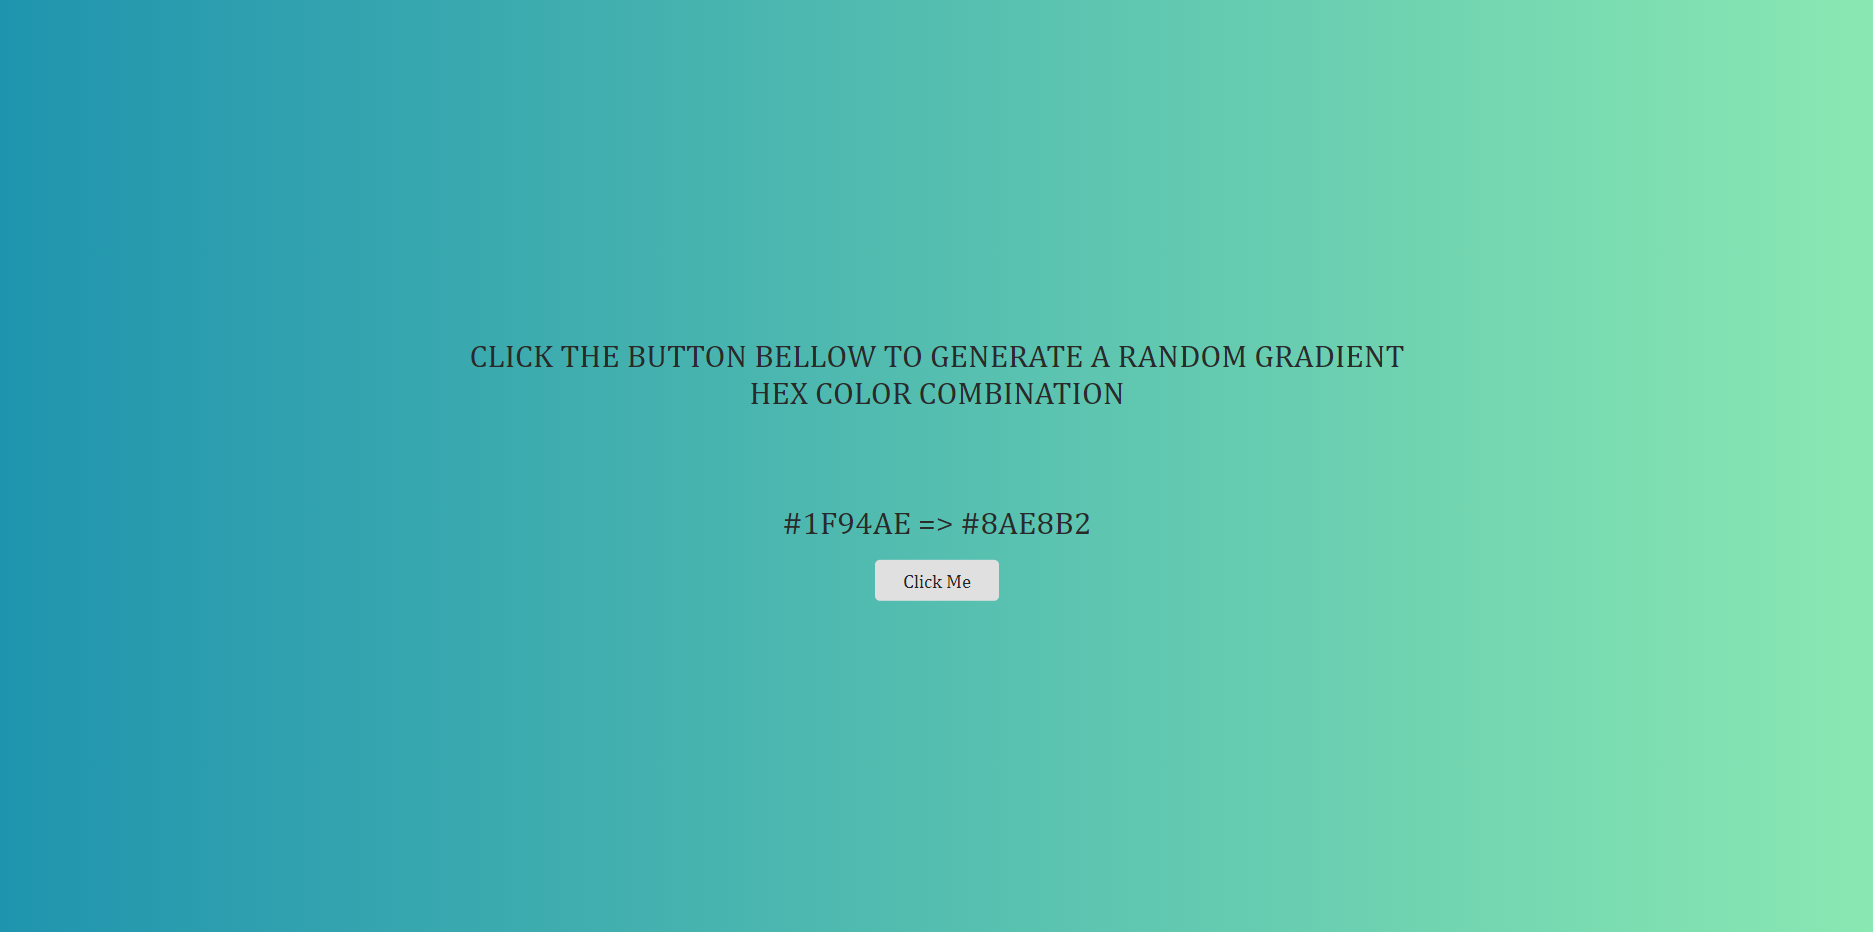 CLICK THE BUTTON BELLOW TO GENERATE A RANDOM GRADIENT
HEX COLOR COMBINATION
#1F94AE => #8AE8B2
Click Me